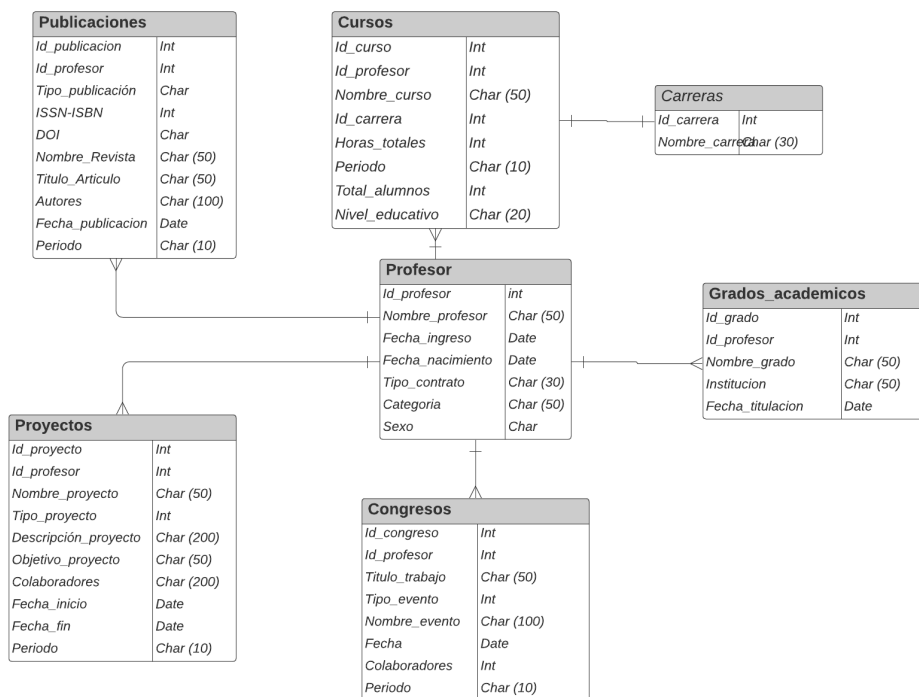 Publicaciones
Id_publicacion Int
Id_profesor Int
Tipo_publicación Char
ISSN-ISBN Int
DOI Char
Nombre_Revista Char (50)
Titulo_Articulo Char (50)
Autores Char (100)
Fecha_publicacion Date
Periodo Char (10)
Cursos
Id_curso Int
Id_profesor Int
Nombre_curso Char (50)
Id_carrera Int
Horas_totales Int
Periodo Char (10)
Total_alumnos Int
Nivel_educativo Char (20)
Carreras
Id_carrera Int
Nombre_carrera Char (30)
Profesor
Id_profesor int
Nombre_profesor Char (50)
Fecha_ingreso Date
Fecha_nacimiento Date
Tipo_contrato Char (30)
Categoria Char (50)
Sexo Char
Grados_academicos
Id_grado Int
Id_profesor Int
Nombre_grado Char (50)
Institucion Char (50)
Fecha_titulacion Date
Proyectos
Id_proyecto Int
Id_profesor Int
Nombre_proyecto Char (50)
Tipo_proyecto Int
Descripción_proyecto Char (200)
Objetivo_proyecto Char (50)
Colaboradores Char (200)
Fecha_inicio Date
Fecha_fin Date
Periodo Char (10)
Congresos
Id_congreso Int
Id_profesor Int
Titulo_trabajo Char (50)
Tipo_evento Int
Nombre_evento Char (100)
Fecha Date
Colaboradores Int
Periodo Char (10)